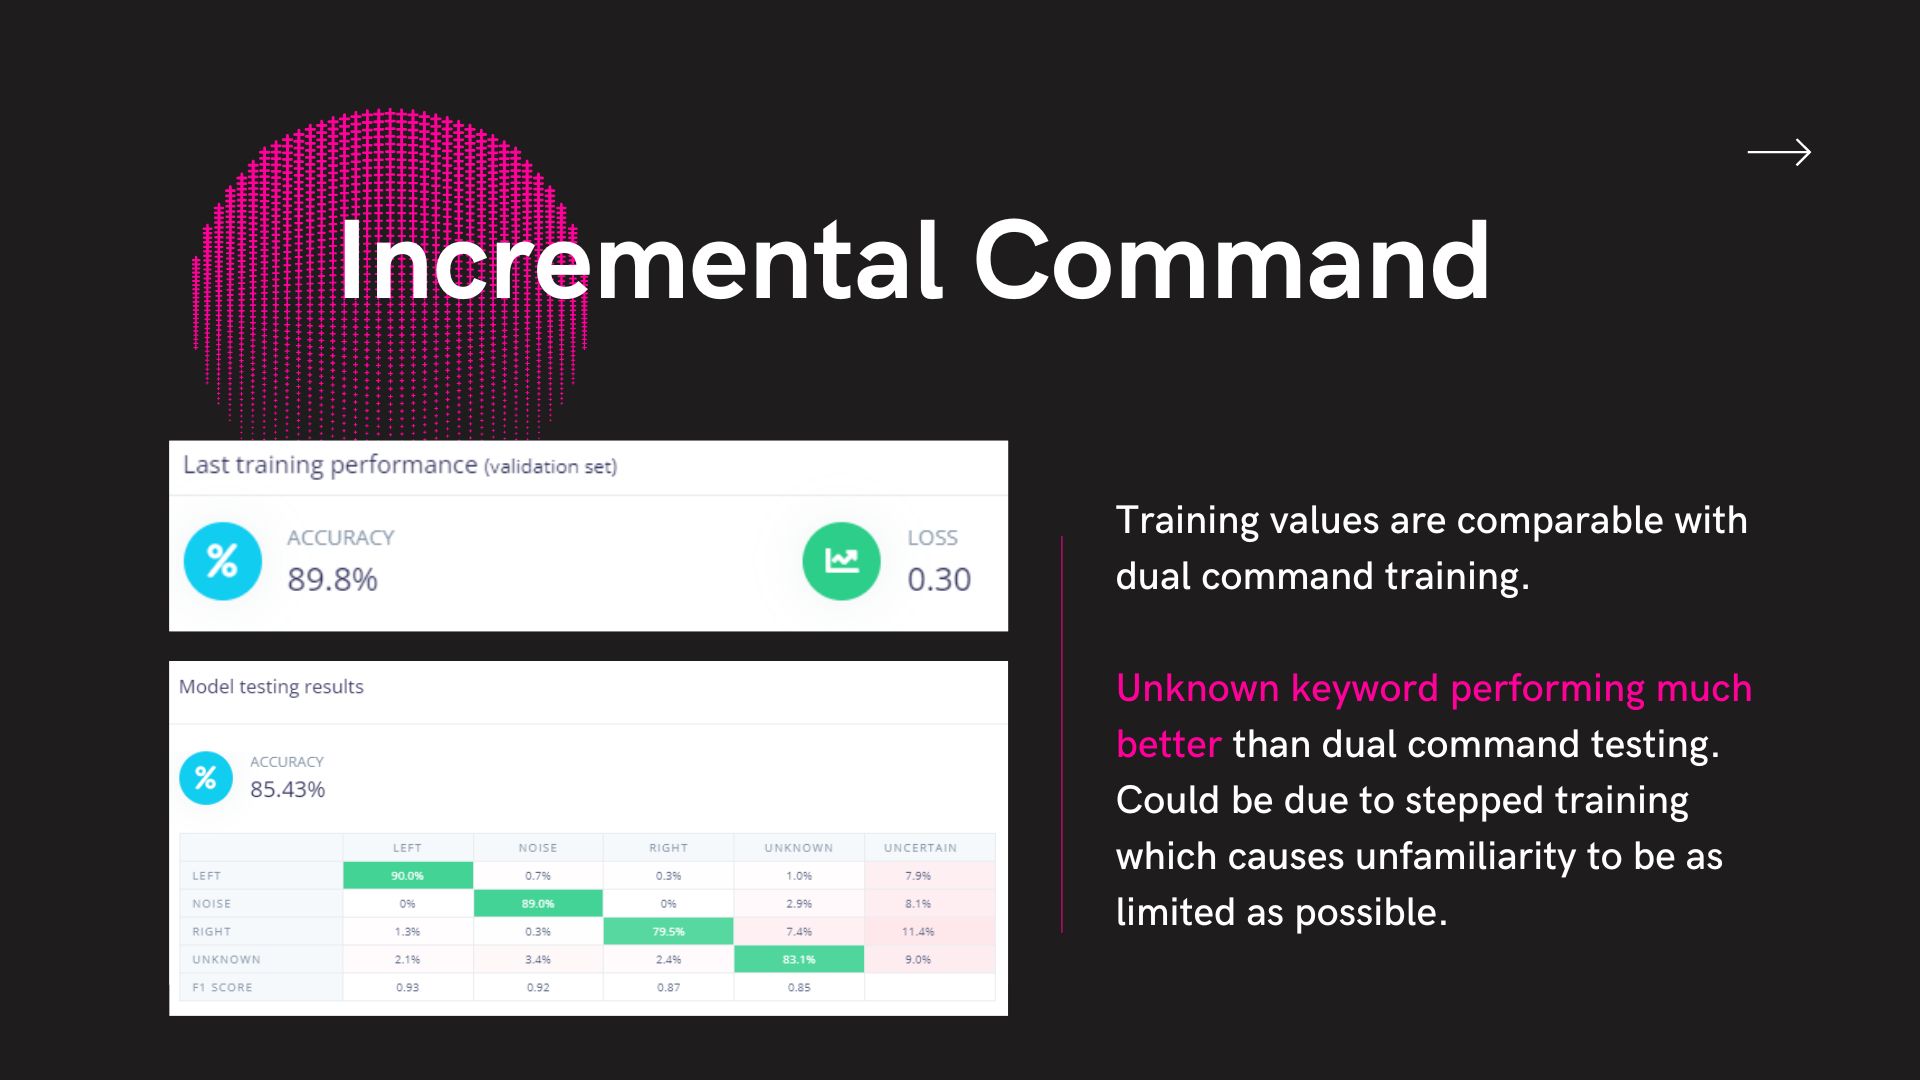 Incremental Command
Last training performance (validation set)
ACCURACY
89.8%
LOSS
0.30
Model testing results
ACCURACY
85.43%
LEFT NOISE RIGHT UNKNOWN UNCERTAIN
LEFT 90.0% 0.7% 0.3% 1.0% 7.9%
NOISE 0% 89.0% 0% 2.9% 8.1%
RIGHT 1.3% 0.3% 79.5% 7.4% 11.4%
UNKNOWN 2.1% 3.4% 2.4% 83.1% 9.0%
F1 SCORE 0.93 0.92 0.87 0.85
Training values are comparable with
dual command training.
Unknown keyword performing much
better than dual command testing.
Could be due to stepped training
which causes unfamiliarity to be as
limited as possible.